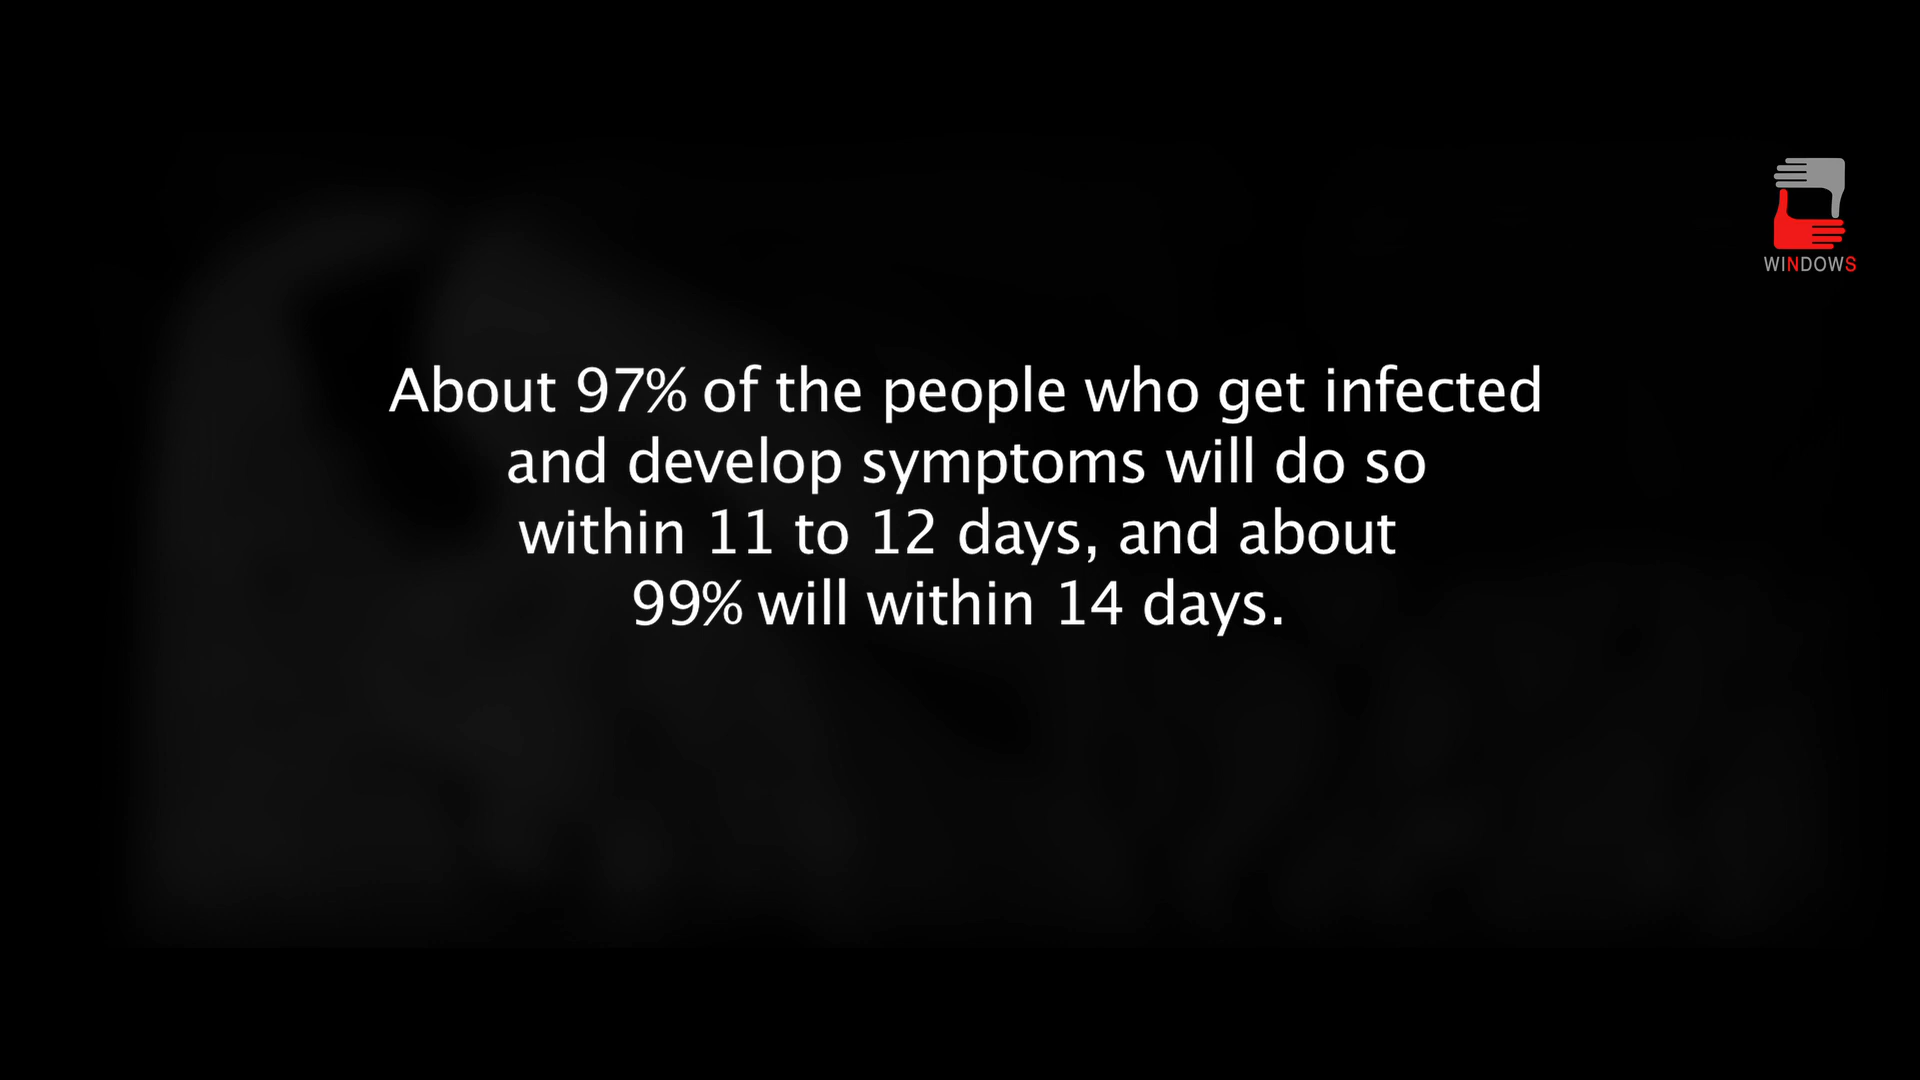 WINDOWS
About 97% of the people who get infected
and develop symptoms will do so
within 11 to 12 days, and about
99% will within 14 days.